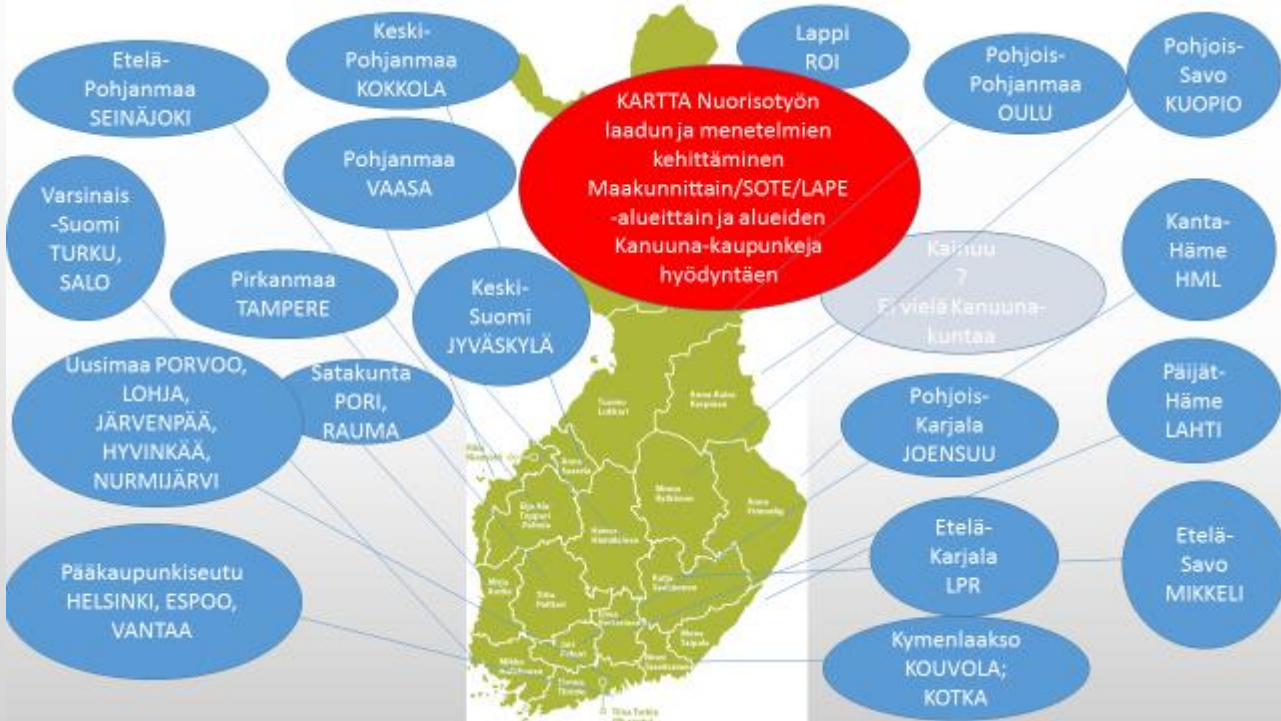 Etelä-
Pohjanmaa
SEINÄJOKI
Keski-
Pohjanmaa
KOKKOLA
Lappi
ROI
Pohjois-
Pohjanmaa
OULU
Pohjois-
Savo
KUOPIO
KARTTA Nuorisotyön
laadun ja menetelmien
kehittäminen
Maakunnittain/SOTE/LAPE
-alueittain ja alueiden
Kanuuna-kaupunkeja
hyödyntäen
Pohjanmaa
VAASA
Varsinais
-Suomi
TURKU,
SALO
Pirkanmaa
TAMPERE
Keski-
Suomi
JYVÄSKYLÄ
Kainuu
?
Ei vielä Kanuuna-
kuntaa
Kanta-
Häme
HML
Uusimaa PORVOO,
LOHJA,
JÄRVENPÄÄ,
HYVINKÄÄ,
NURMIJÄRVI
Satakunta
PORI,
RAUMA
Pohjois-
Karjala
JOENSUU
Päijät-
Häme
LAHTI
Etelä-
Karjala
LPR
Etelä-
Savo
MIKKELI
Pääkaupunkiseutu
HELSINKI, ESPOO,
VANTAA
Kymenlaakso
KOUVOLA;
KOTKA